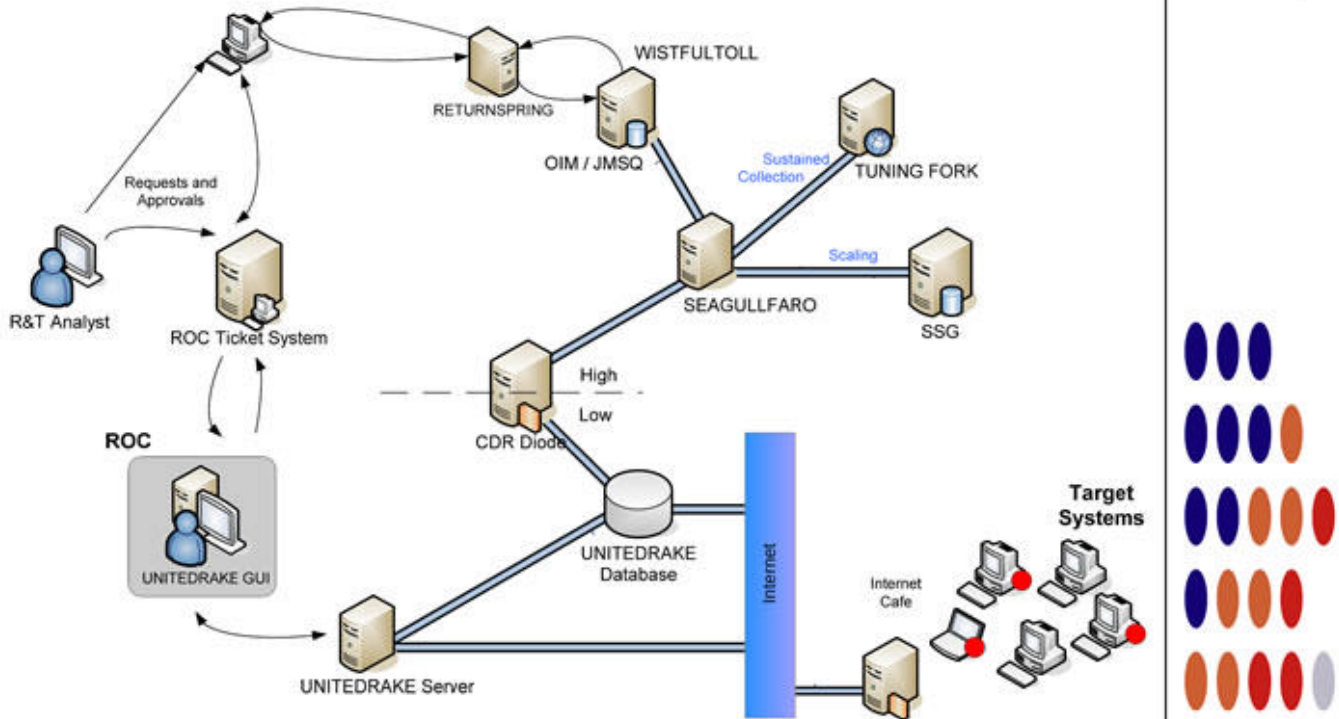 WISTFULTOLL
RETURNSPRING
OIM / JMSQ
Sustained
Collection
TUNING FORK
Requests and
Approvals
Scaling
SEAGULLFARO
R&T Analyst
ROC Ticket System
SSG
High
Low
CDR Diode
ROC
Target
Systems
UNITEDRAKE
Database
Internet
UNITEDRAKE GUI
Internet
Cafe
UNITEDRAKE Server